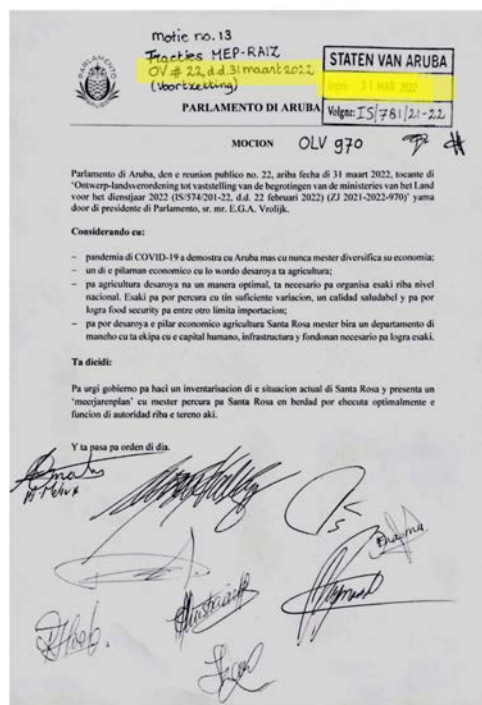 motie no. 13
Fracties MEP-RAIZ
OV # 22, d.d. 31 maart 2022
(Voortzetting)
PARLAMENTO
ARUBA
STATEN VAN ARUBA
31 MAR 2022
Volgnr: IS/781/21-22
PARLAMENTO DI ARUBA
MOCION OLV 970
Parlamento di Aruba, den e reunion publico no. 22, ariba fecha di 31 maart 2022, tocante di
'Ontwerp-landsverordening tot vaststelling van de begrotingen van de ministeries van het Land
voor het dienstjaar 2022 (IS/574/201-22, d.d. 22 februari 2022) (ZJ 2021-2022-970)' yama
door di presidente di Parlamento, sr. mr. E.G.A. Vrolijk.
Considerando cu:
– pandemia di COVID-19 a demostra cu Aruba mas cu nunca mester diversifica su economia;
– un di e pilarnan economico cu lo wordo desaroya ta agricultura;
– pa agricultura desaroya na un manera optimal, ta necesario pa organisa esaki riba nivel
nacional. Esaki pa por percura cu tin suficiente variacion, un calidad saludabel y pa por
logra food security pa entre otro limita importacion;
– pa por desaroya e pilar economico agricultura Santa Rosa mester bira un departamento di
mancho cu ta ekipa cu e capital humano, infrastructura y fondonan necesario pa logra esaki.
Ta dicidi:
Pa urgi gobierno pa haci un inventarisacion di e situacion actual di Santa Rosa y presenta un
'meerjarenplan' cu mester percura pa Santa Rosa en berdad por ehecuta optimalmente e
funcion di autoridad riba e tereno aki.
Y ta pasa pa orden di dia.